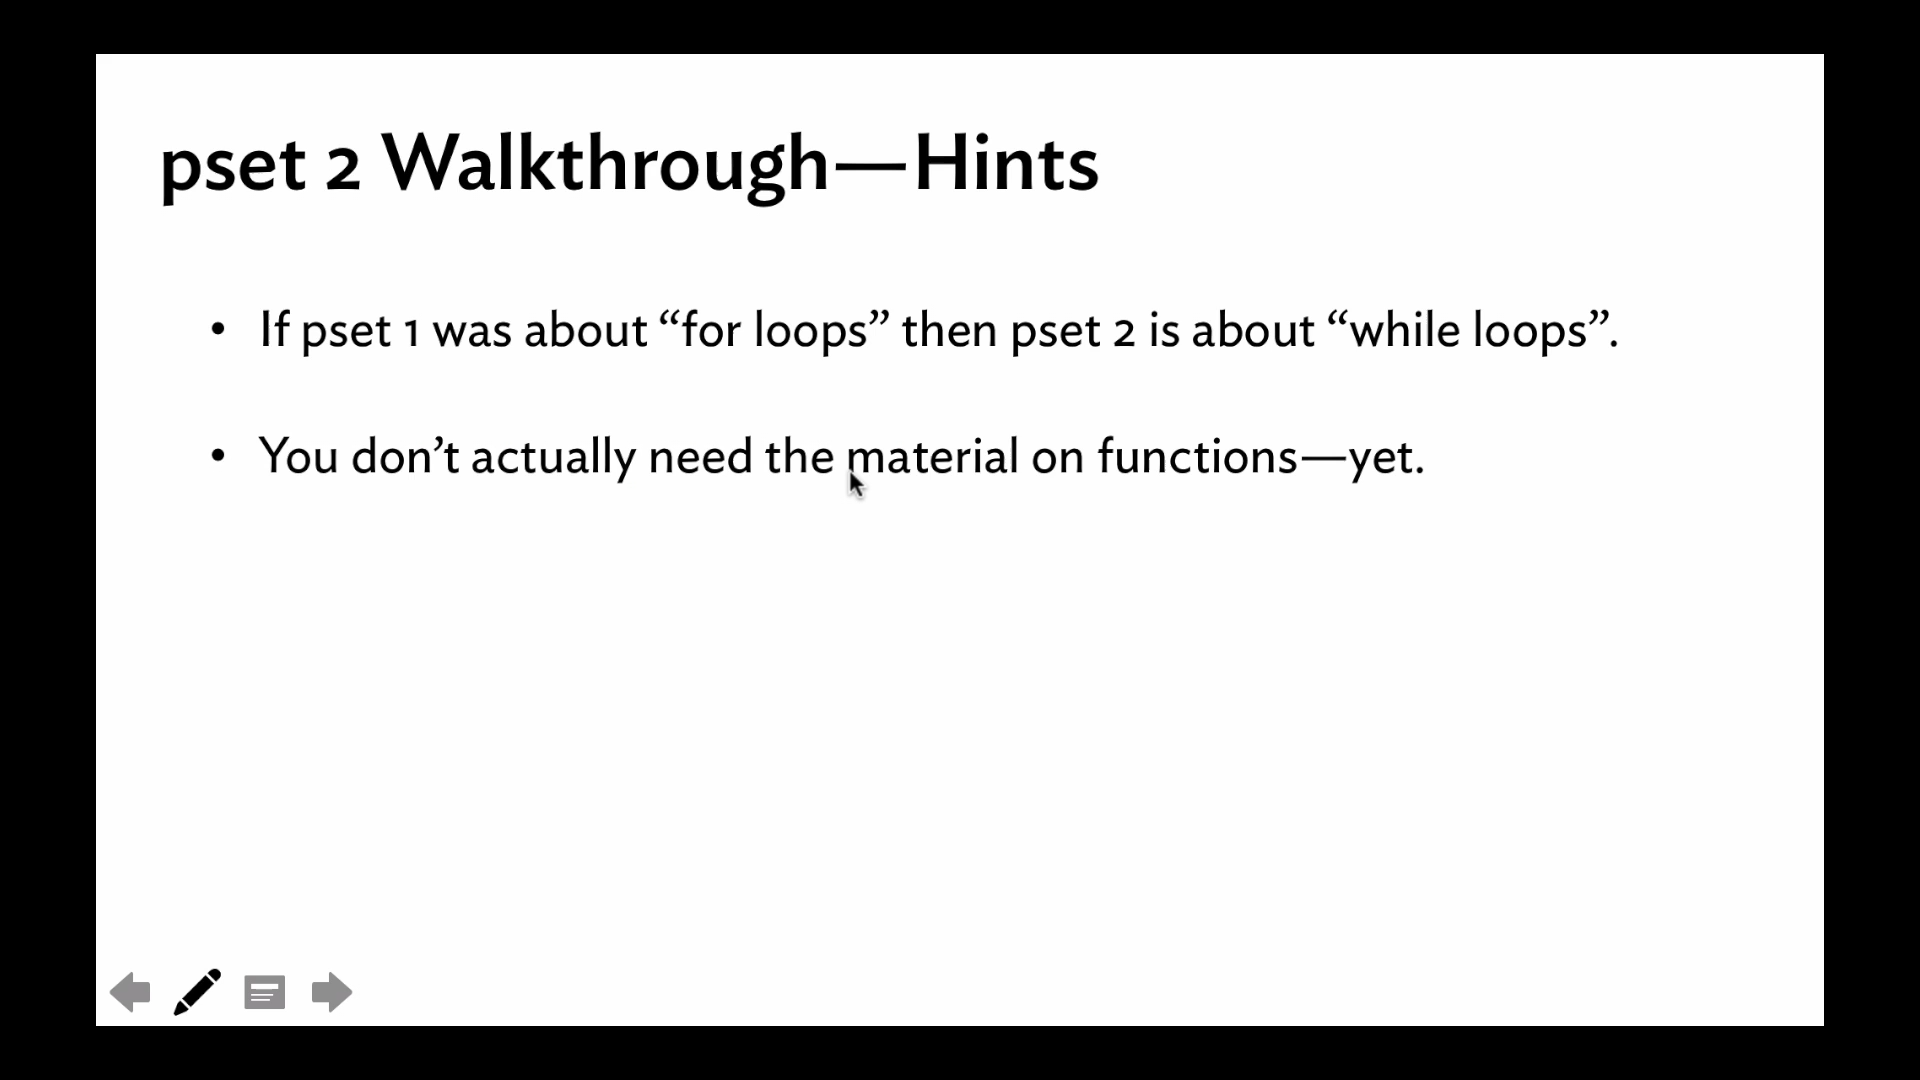 pset 2 Walkthrough—Hints
• If pset 1 was about “for loops” then pset 2 is about “while loops”.
• You don’t actually need the material on functions—yet.